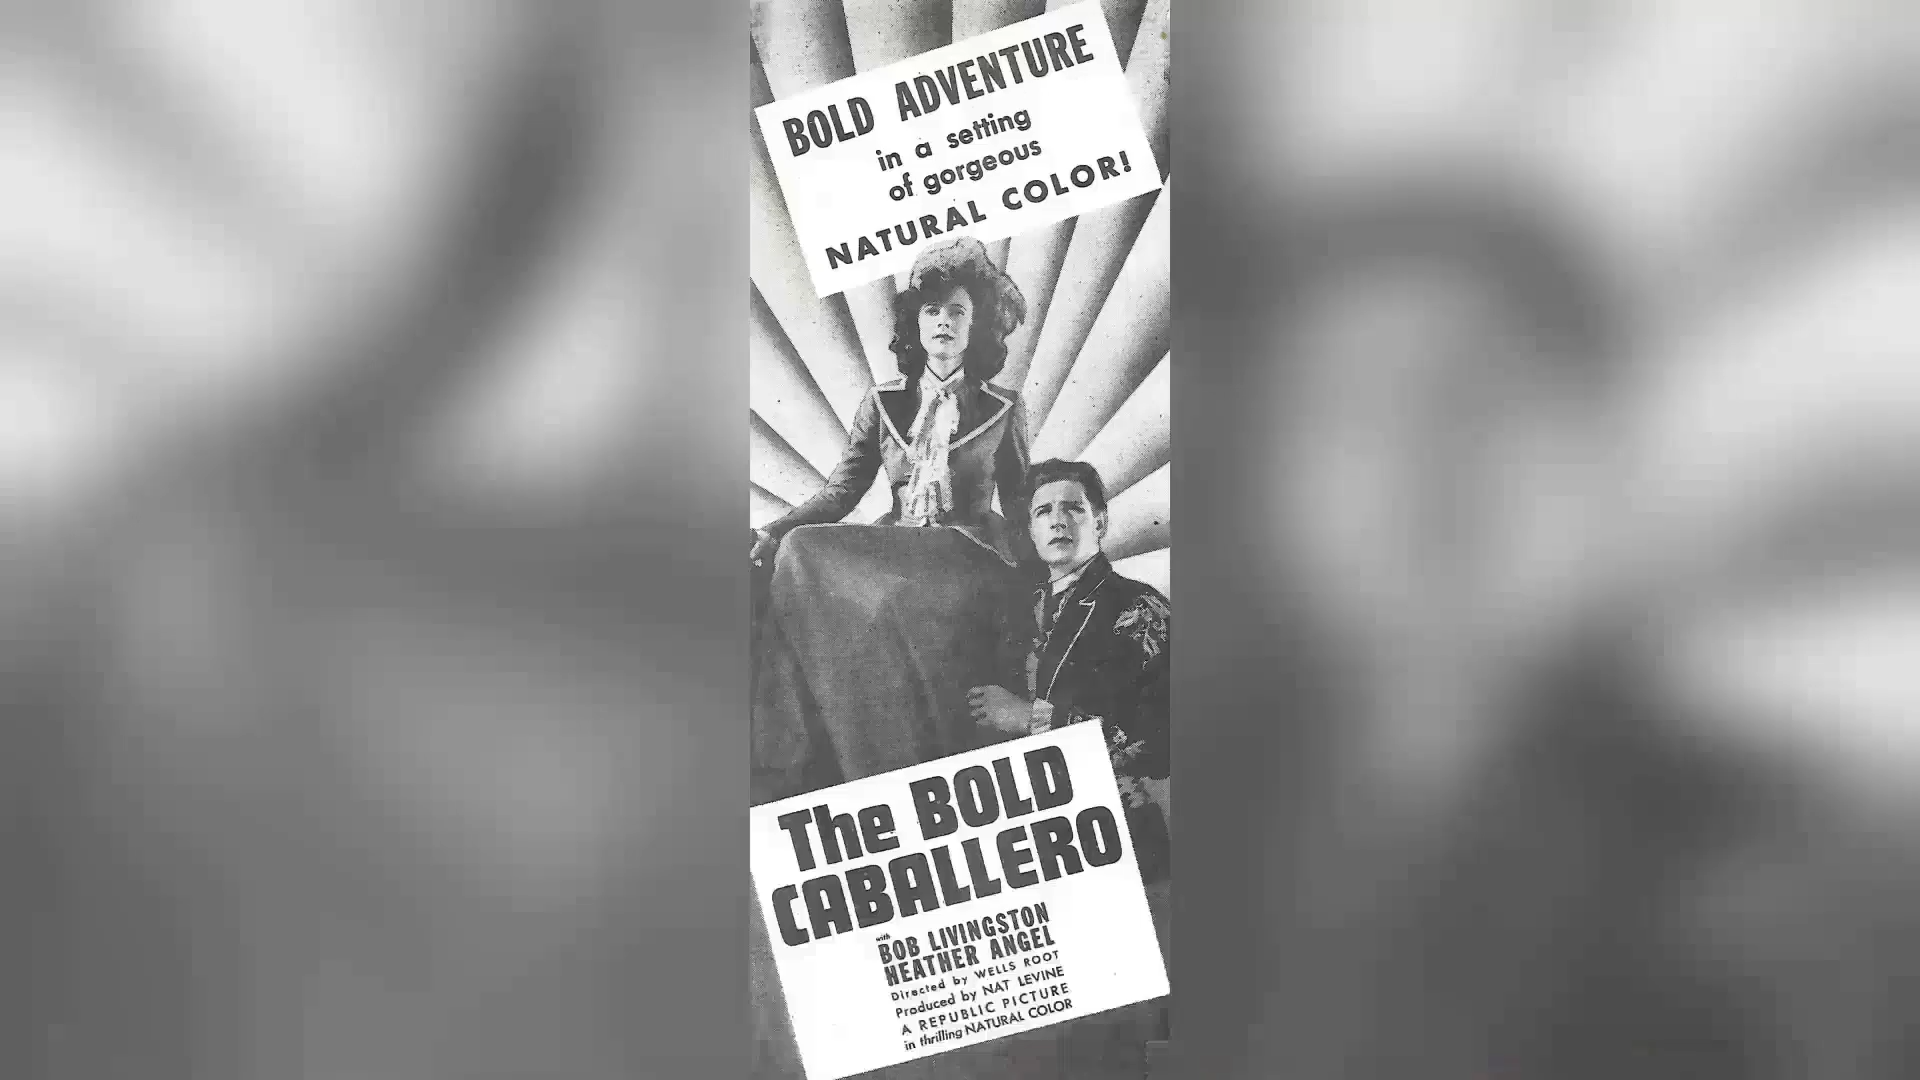 BOLD ADVENTURE
in a setting
of gorgeous
NATURAL COLOR!
The BOLD
CABALLERO
with
BOB LIVINGSTON
HEATHER ANGEL
Directed by WELLS ROOT
Produced by NAT LEVINE
A REPUBLIC PICTURE
in thrilling NATURAL COLOR